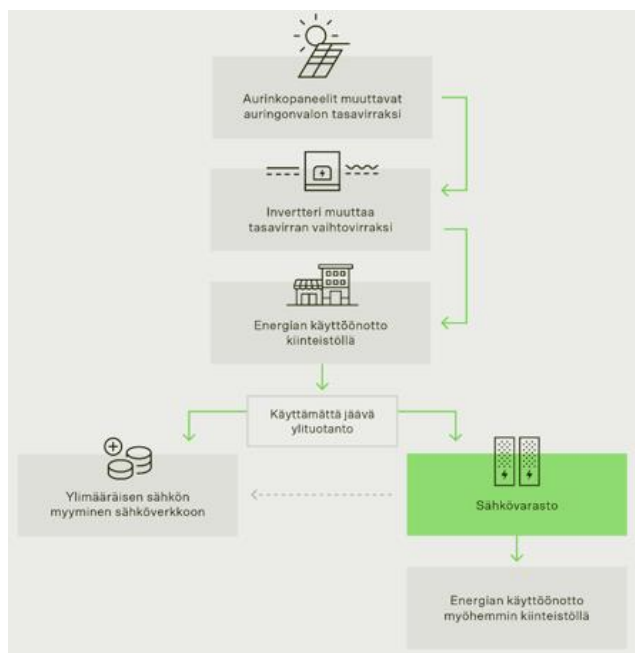 Aurinkopaneelit muuttavat
auringonvalon tasavirraksi
Invertteri muuttaa
tasavirran vaihtovirraksi
Energian käyttöönotto
kiinteistöllä
Käyttämättä jäävä
ylituotanto
Ylimääräisen sähkön
myyminen sähköverkkoon
Sähkövarasto
Energian käyttöönotto
myöhemmin kiinteistöllä